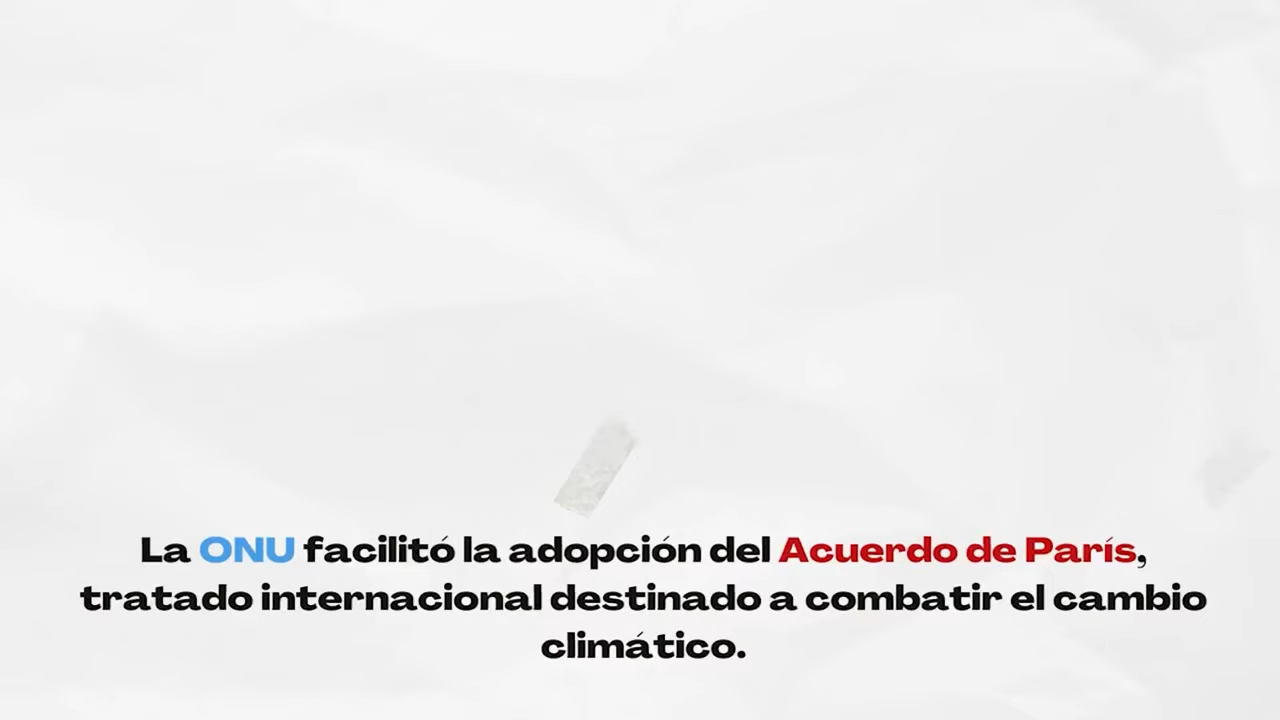 La ONU facilitó la adopción del Acuerdo de París,
tratado internacional destinado a combatir el cambio
climático.